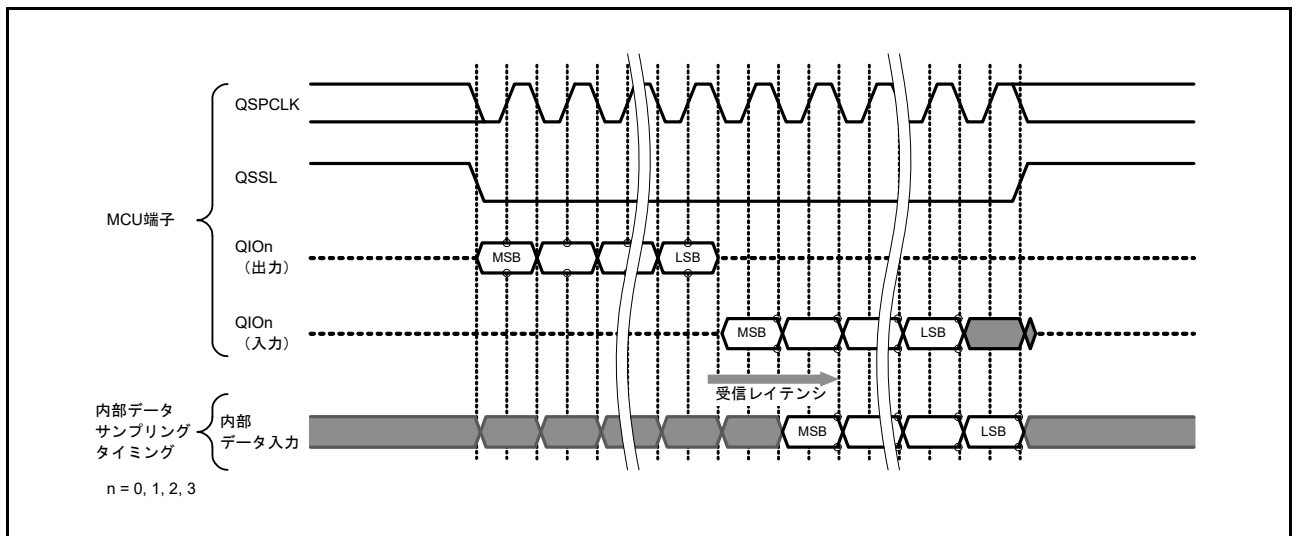 QSPCLK
QSSL
MCU端子
QIOn
（出力）
MSB
LSB
QIOn
（入力）
MSB
LSB
受信レイテンシ
内部データ
サンプリング
タイミング
内部
データ入力
MSB
LSB
n = 0, 1, 2, 3